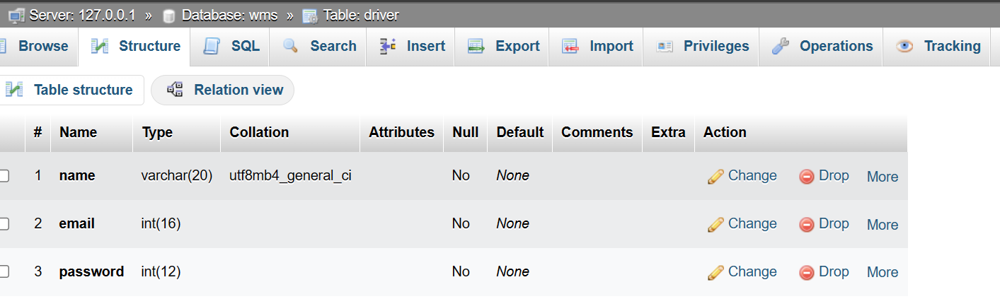 Server: 127.0.0.1 » Database: wms » Table: driver
Browse Structure SQL Search Insert Export Import Privileges Operations Tracking
Table structure Relation view
# Name Type Collation Attributes Null Default Comments Extra Action
1 name varchar(20) utf8mb4_general_ci No None Change Drop More
2 email int(16) No None Change Drop More
3 password int(12) No None Change Drop More